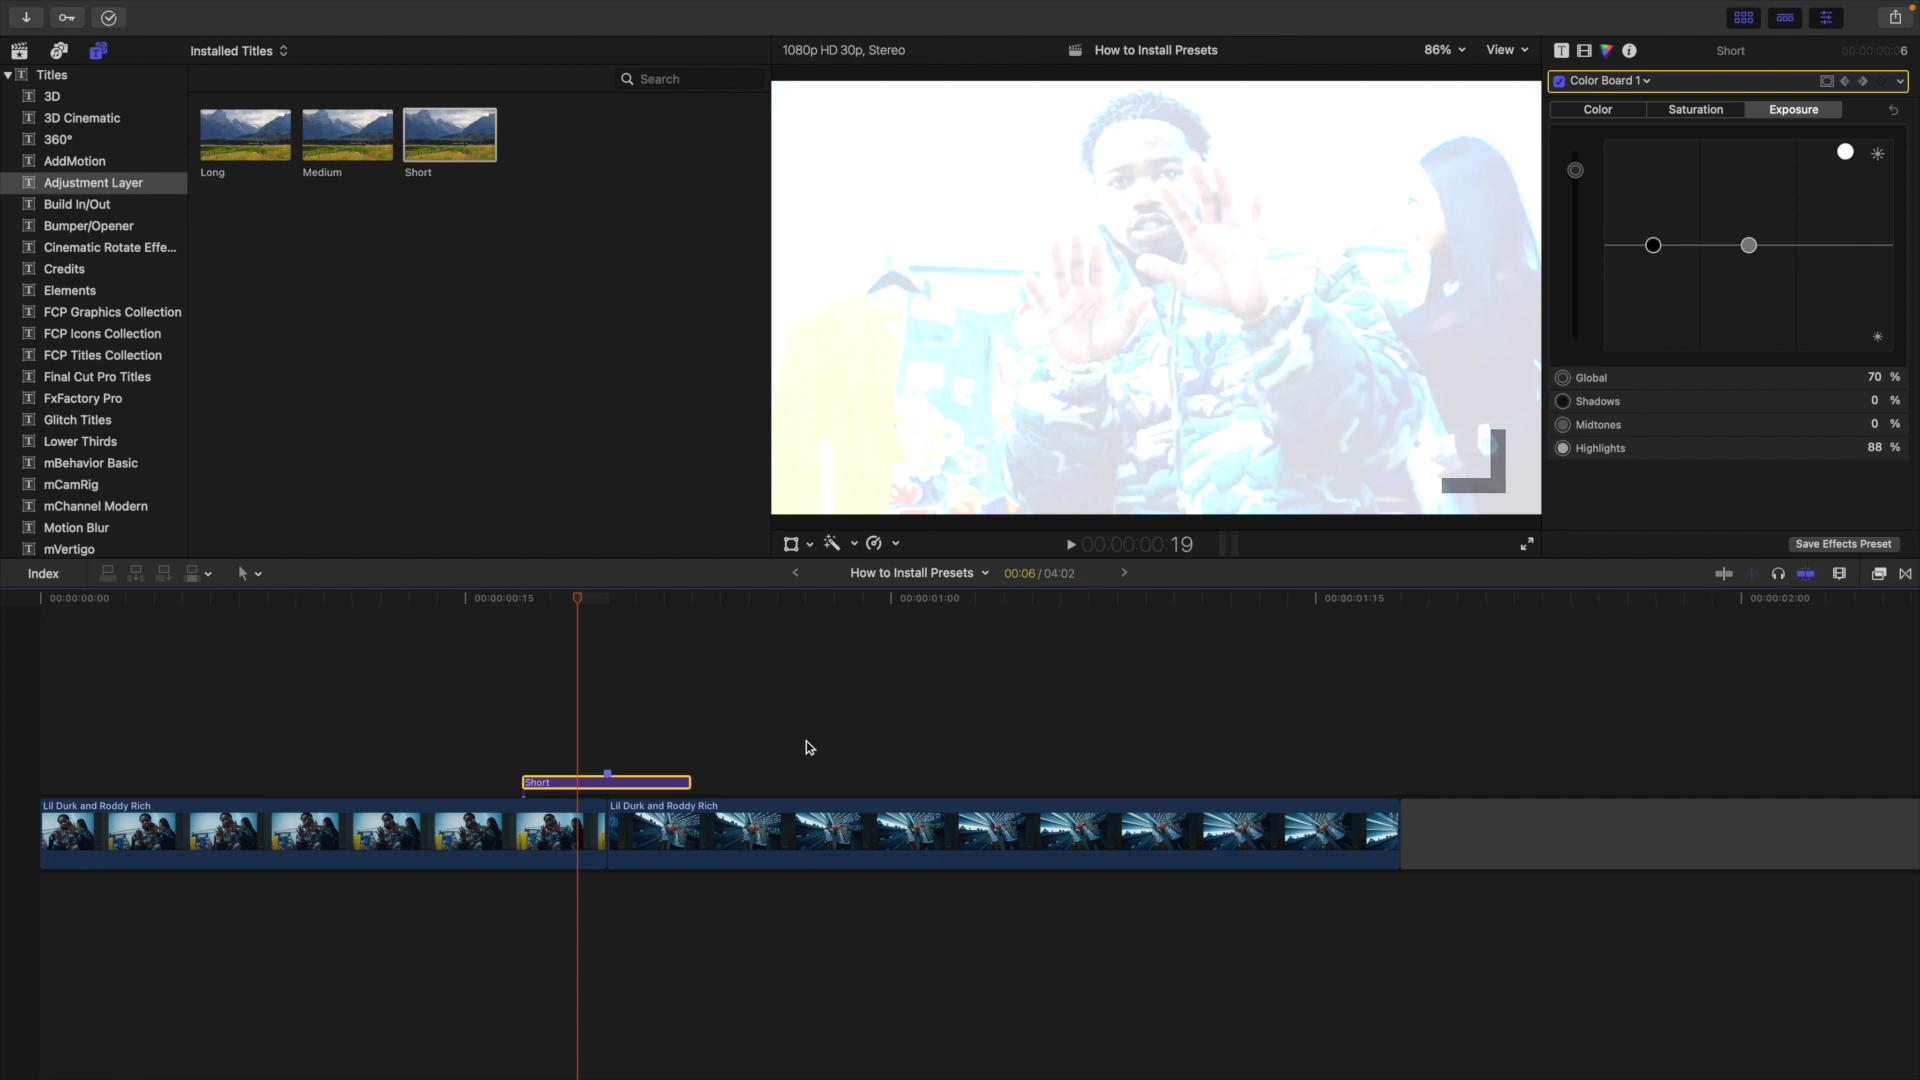 Installed Titles
1080p HD 30p, Stereo
How to Install Presets
86%
View
Short
00:00:00:06
Titles
Search
Color Board 1
3D
3D Cinematic
360°
AddMotion
Adjustment Layer
Build In/Out
Bumper/Opener
Cinematic Rotate Effe...
Credits
Elements
FCP Graphics Collection
FCP Icons Collection
FCP Titles Collection
Final Cut Pro Titles
FxFactory Pro
Glitch Titles
Lower Thirds
mBehavior Basic
mCamRig
mChannel Modern
Motion Blur
mVertigo
Long
Medium
Short
Color
Saturation
Exposure
Global
70 %
Shadows
0 %
Midtones
0 %
Highlights
88 %
00:00:00:19
Save Effects Preset
Index
How to Install Presets
00:06 / 04:02
00:00:00:00
00:00:00:15
00:00:01:00
00:00:01:15
00:00:02:00
Short
Lil Durk and Roddy Rich
Lil Durk and Roddy Rich